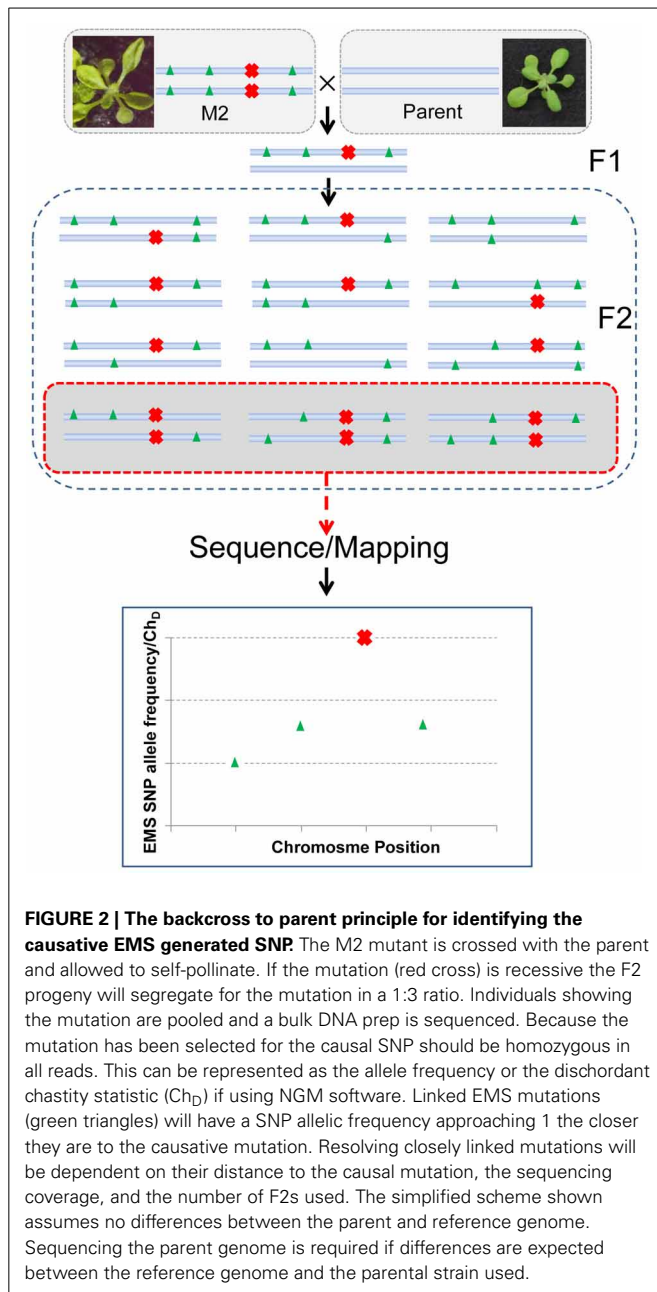 M2
×
Parent
F1
F2
Sequence/Mapping
EMS SNP allele frequency/ChD
Chromosme Position
FIGURE 2 | The backcross to parent principle for identifying the
causative EMS generated SNP. The M2 mutant is crossed with the parent
and allowed to self-pollinate. If the mutation (red cross) is recessive the F2
progeny will segregate for the mutation in a 1:3 ratio. Individuals showing
the mutation are pooled and a bulk DNA prep is sequenced. Because the
mutation has been selected for the causal SNP should be homozygous in
all reads. This can be represented as the allele frequency or the dischordant
chastity statistic (ChD) if using NGM software. Linked EMS mutations
(green triangles) will have a SNP allelic frequency approaching 1 the closer
they are to the causative mutation. Resolving closely linked mutations will
be dependent on their distance to the causal mutation, the sequencing
coverage, and the number of F2s used. The simplified scheme shown
assumes no differences between the parent and reference genome.
Sequencing the parent genome is required if differences are expected
between the reference genome and the parental strain used.